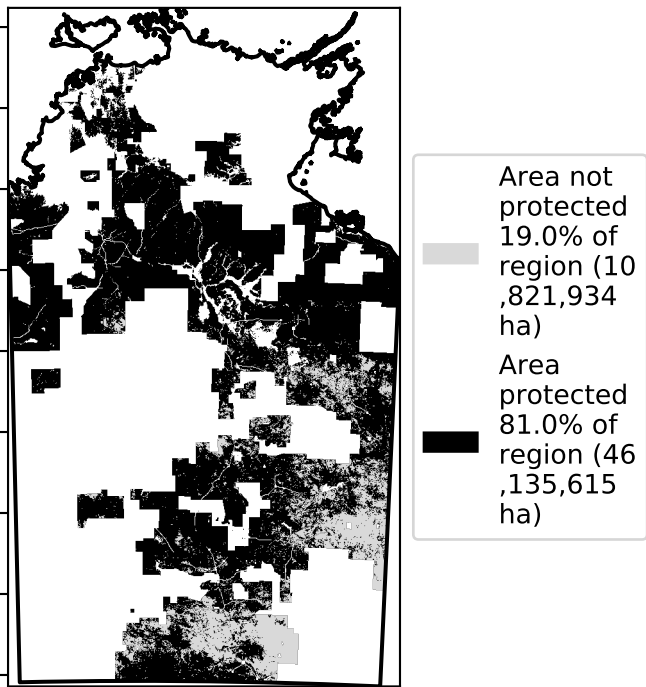 Area not
protected
19.0% of
region (10
,821,934
ha)
Area
protected
81.0% of
region (46
,135,615
ha)